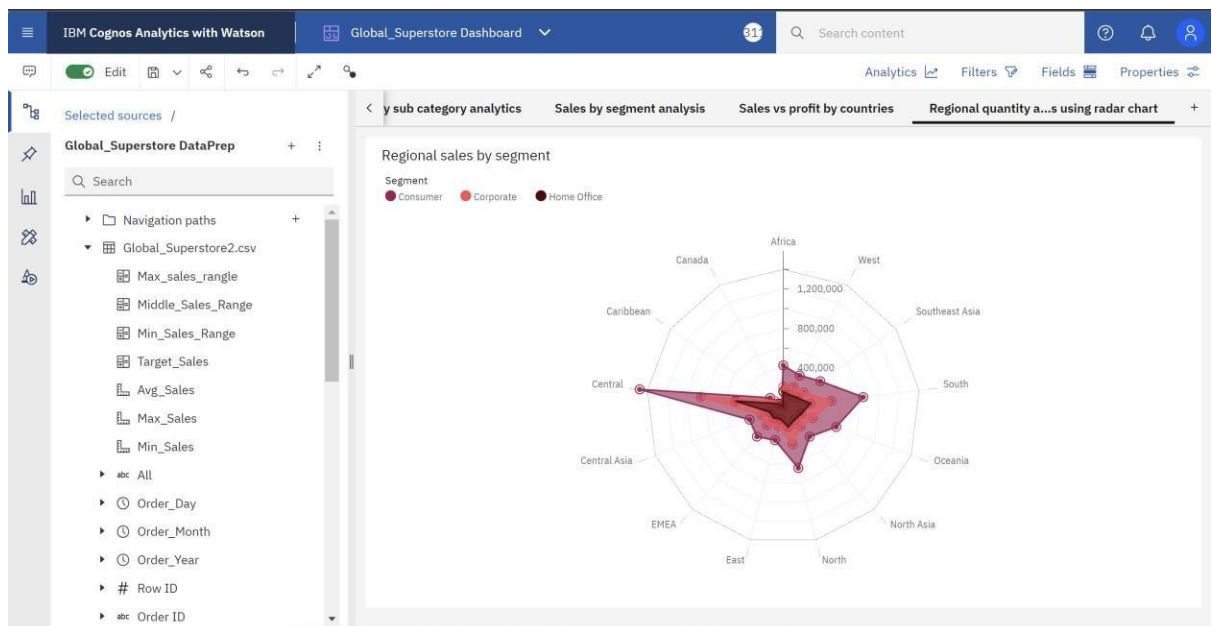 IBM Cognos Analytics with Watson
Global_Superstore Dashboard
Search content
Edit
Analytics
Filters
Fields
Properties
Selected sources /
y sub category analytics
Sales by segment analysis
Sales vs profit by countries
Regional quantity a...s using radar chart
+
Global_Superstore DataPrep
Search
Navigation paths
Global_Superstore2.csv
Max_sales_rangle
Middle_Sales_Range
Min_Sales_Range
Target_Sales
Avg_Sales
Max_Sales
Min_Sales
abc All
Order_Day
Order_Month
Order_Year
# Row ID
abc Order ID
Regional sales by segment
Segment
Consumer Corporate Home Office
Africa
Canada
West
1,200,000
Caribbean
Southeast Asia
800,000
400,000
Central
South
Central Asia
Oceania
EMEA
North Asia
East
North